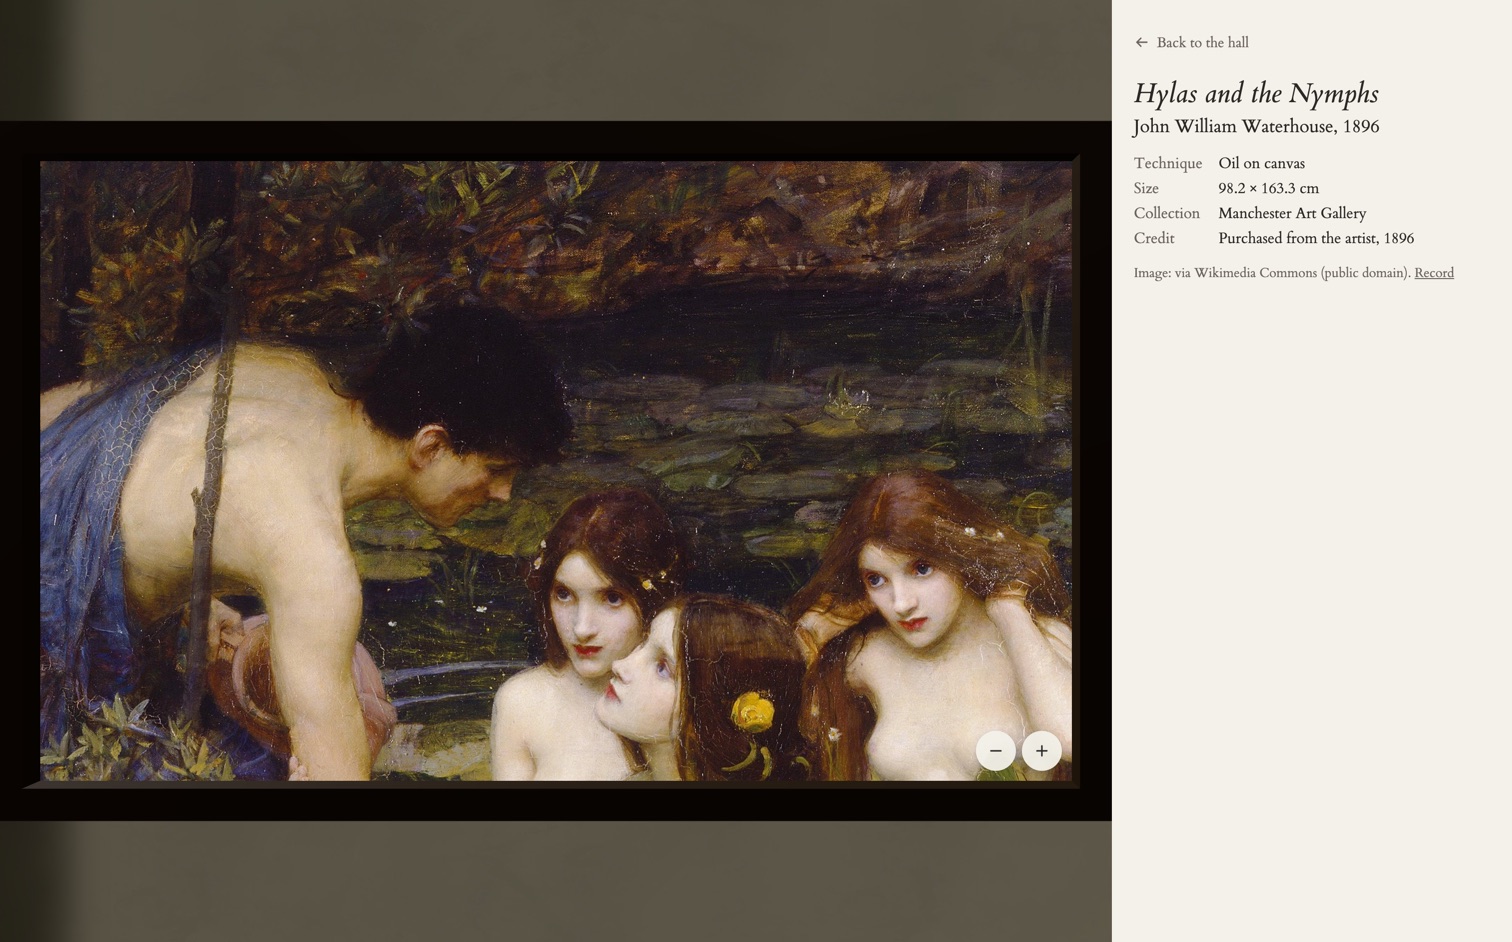 Back to the hall
Hylas and the Nymphs
John William Waterhouse, 1896
Technique Oil on canvas
Size 98.2 × 163.3 cm
Collection Manchester Art Gallery
Credit Purchased from the artist, 1896
Image: via Wikimedia Commons (public domain). Record